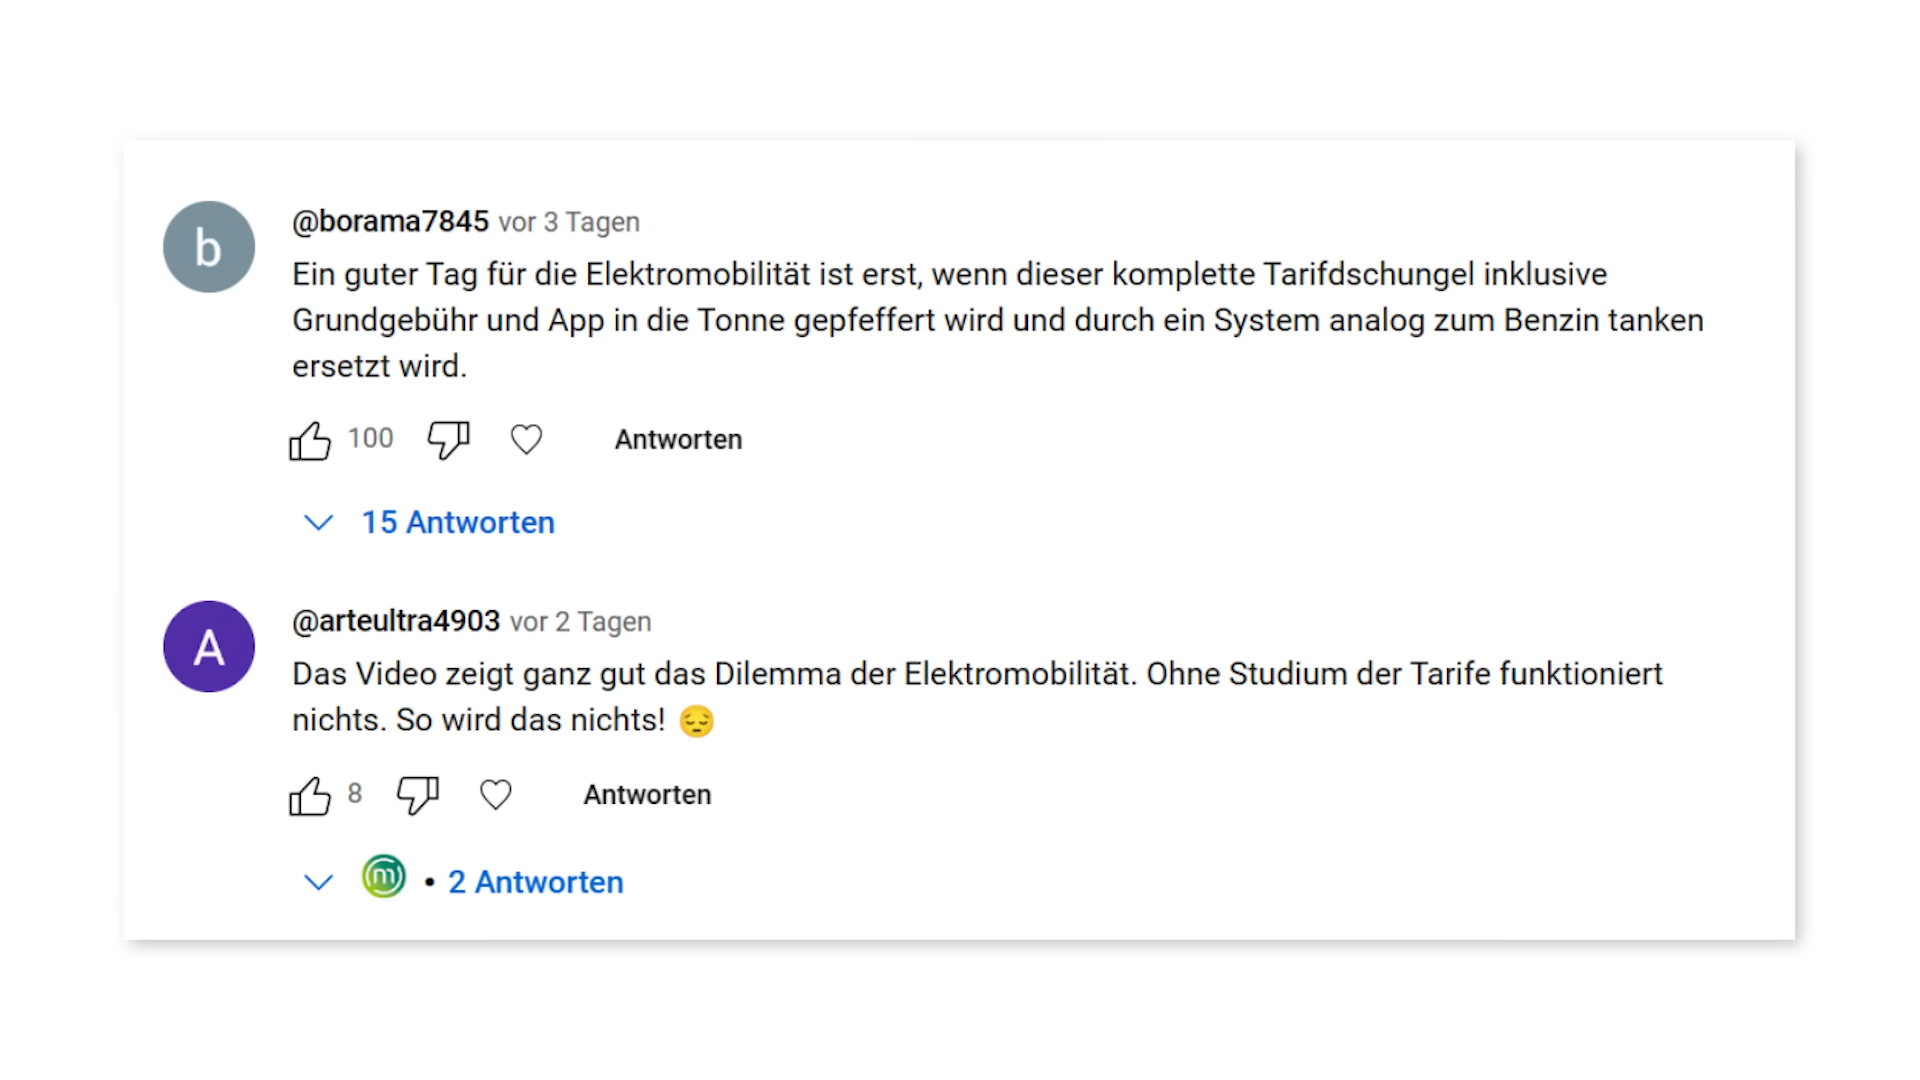 b
@borama7845 vor 3 Tagen
Ein guter Tag für die Elektromobilität ist erst, wenn dieser komplette Tarifdschungel inklusive
Grundgebühr und App in die Tonne gepfeffert wird und durch ein System analog zum Benzin tanken
ersetzt wird.
100 Antworten
15 Antworten
A
@arteultra4903 vor 2 Tagen
Das Video zeigt ganz gut das Dilemma der Elektromobilität. Ohne Studium der Tarife funktioniert
nichts. So wird das nichts! 😔
8 Antworten
m • 2 Antworten